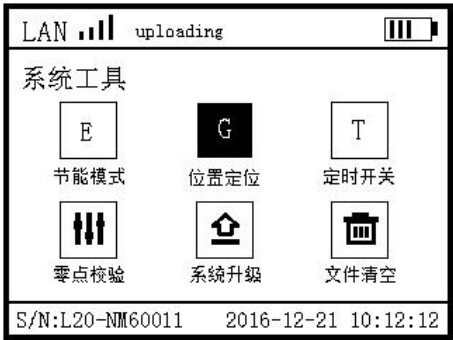 LAN uploading
系统工具
E G T
节能模式 位置定位 定时开关
零点校验 系统升级 文件清空
S/N:L20-NM60011 2016-12-21 10:12:12